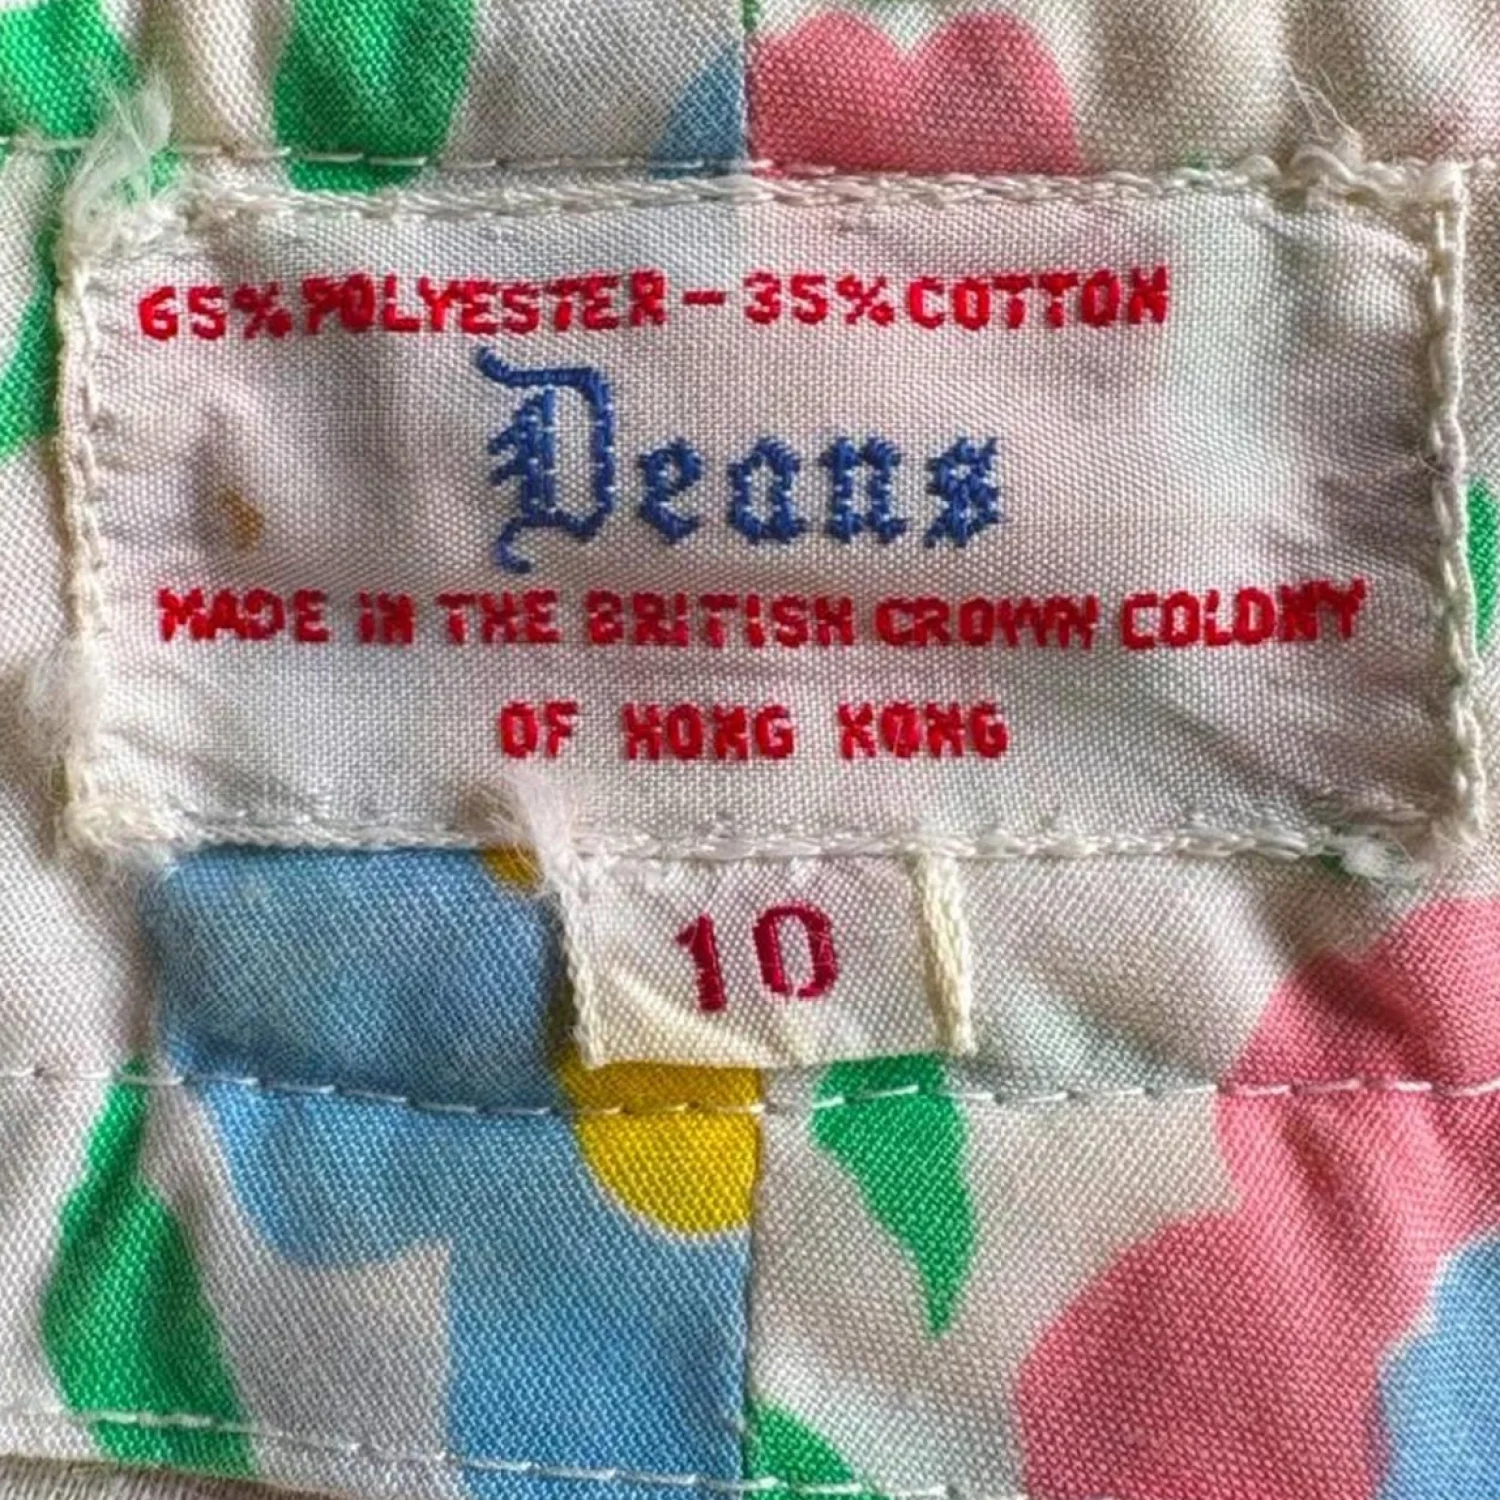 65% POLYESTER - 35% COTTON
Deans
MADE IN THE BRITISH CROWN COLONY
OF HONG KONG
10